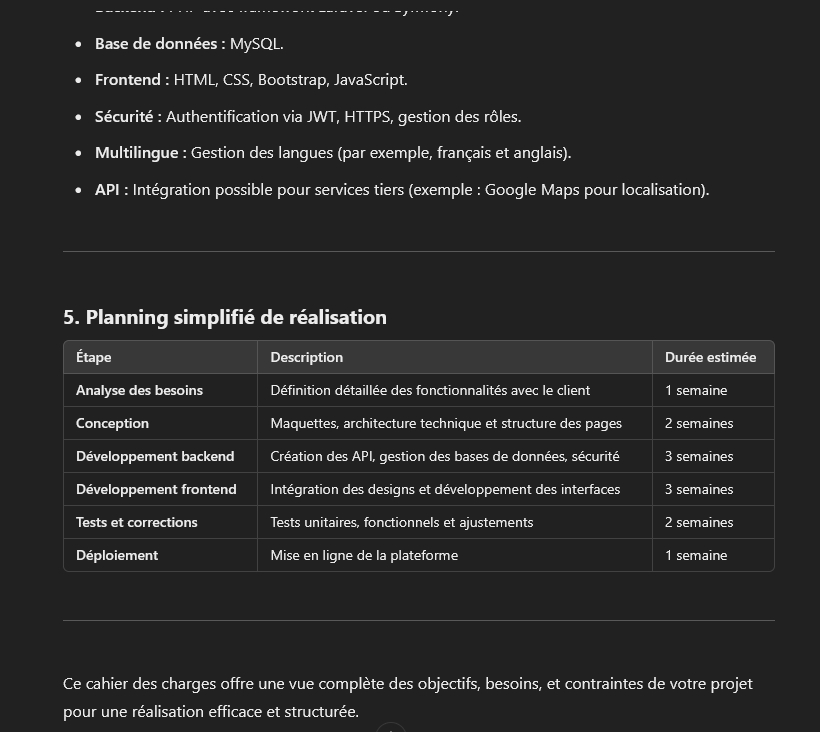 • Base de données : MySQL.
• Frontend : HTML, CSS, Bootstrap, JavaScript.
• Sécurité : Authentification via JWT, HTTPS, gestion des rôles.
• Multilingue : Gestion des langues (par exemple, français et anglais).
• API : Intégration possible pour services tiers (exemple : Google Maps pour localisation).
5. Planning simplifié de réalisation
Étape Description Durée estimée
Analyse des besoins Définition détaillée des fonctionnalités avec le client 1 semaine
Conception Maquettes, architecture technique et structure des pages 2 semaines
Développement backend Création des API, gestion des bases de données, sécurité 3 semaines
Développement frontend Intégration des designs et développement des interfaces 3 semaines
Tests et corrections Tests unitaires, fonctionnels et ajustements 2 semaines
Déploiement Mise en ligne de la plateforme 1 semaine
Ce cahier des charges offre une vue complète des objectifs, besoins, et contraintes de votre projet
pour une réalisation efficace et structurée.